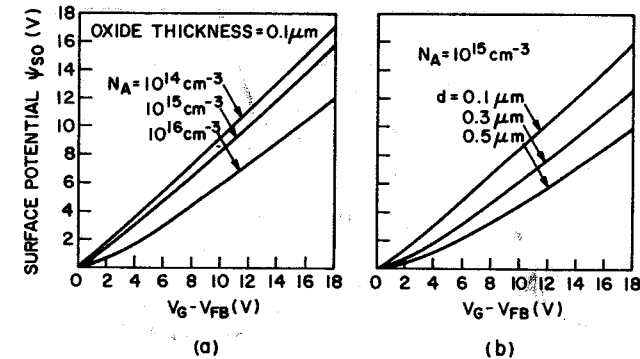 SURFACE POTENTIAL ψSO (V)
18
16
14
12
10
8
6
4
2
OXIDE THICKNESS = 0.1 μm
NA = 10^14 cm^-3
10^15 cm^-3
10^16 cm^-3
0 2 4 6 8 10 12 14 16 18
VG - VFB (V)
(a)
NA = 10^15 cm^-3
d = 0.1 μm
0.3 μm
0.5 μm
0 2 4 6 8 10 12 14 16 18
VG - VFB (V)
(b)